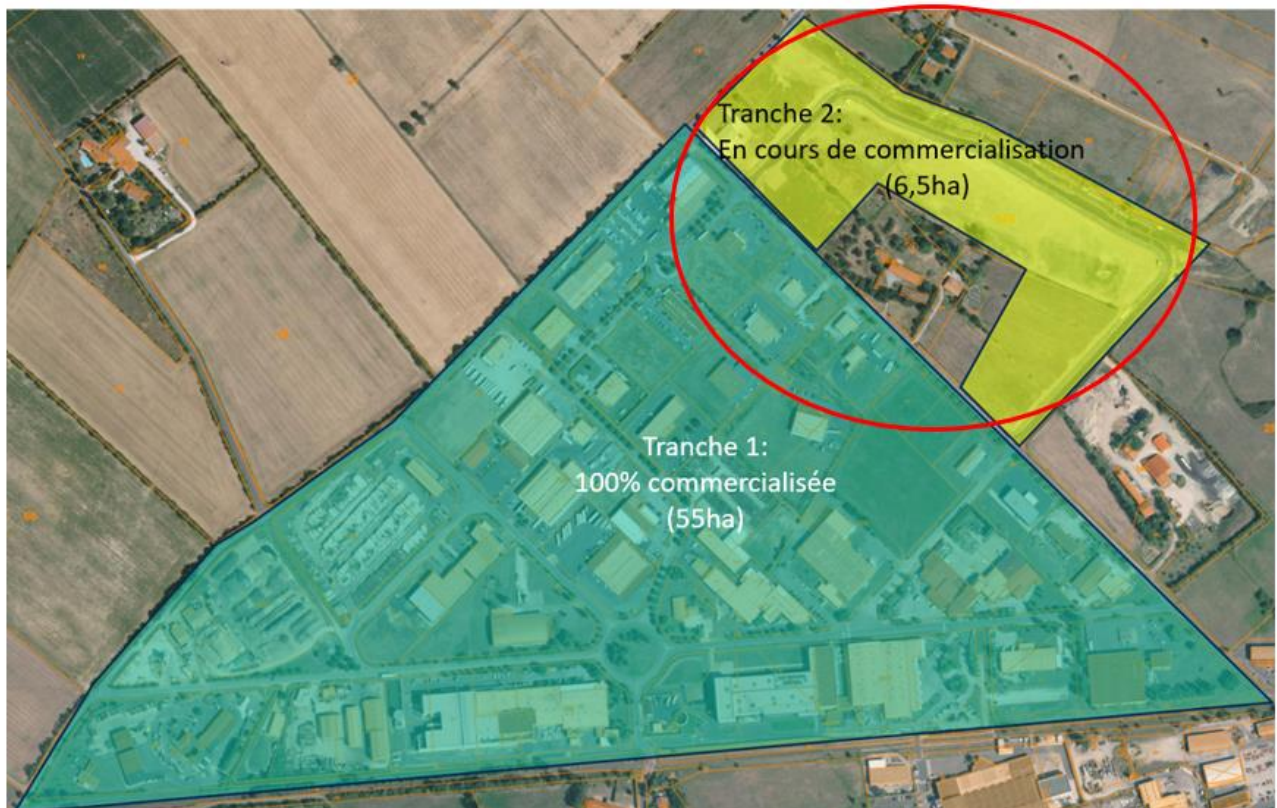 Tranche 2:
En cours de commercialisation
(6,5ha)
Tranche 1:
100% commercialisée
(55ha)